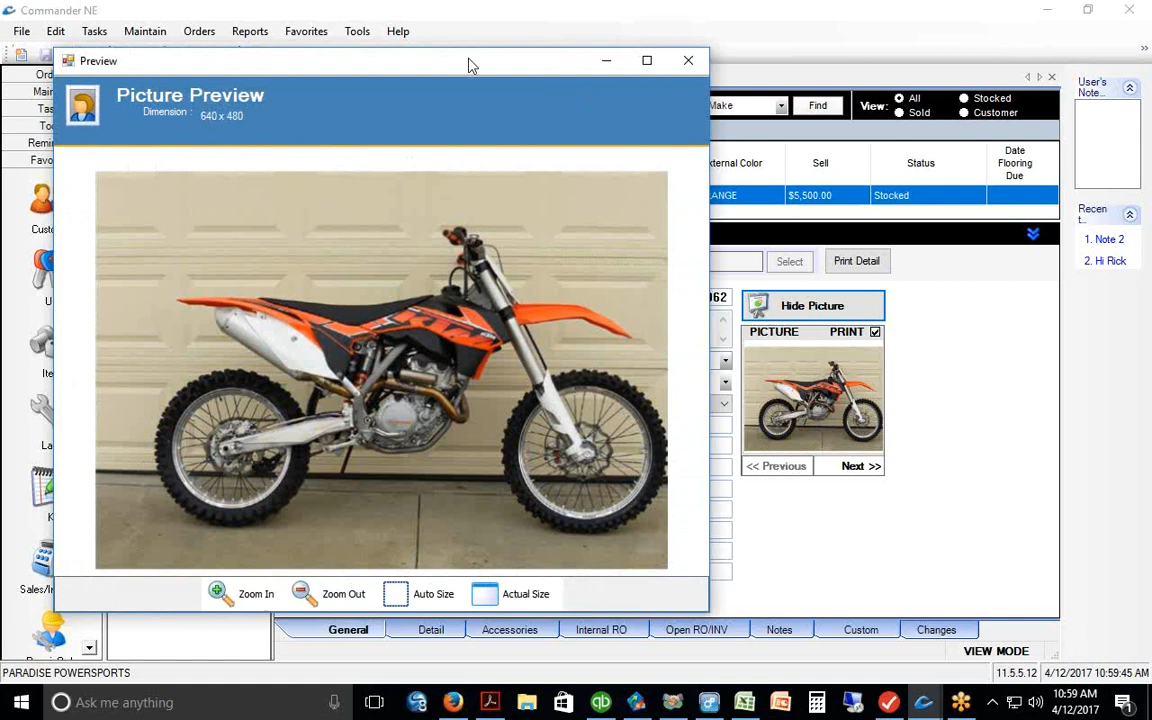 Commander NE
File Edit Tasks Maintain Orders Reports Favorites Tools Help
Preview
Picture Preview
Dimension : 640 x 480
Make Find View: All Stocked
Sold Customer
User's
Note...
Date
Flooring
Due
Sell Status
$5,500.00 Stocked
Recen
t...
1. Note 2
2. Hi Rick
Select Print Detail
062 Hide Picture
PICTURE PRINT
<< Previous Next >>
Zoom In Zoom Out Auto Size Actual Size
General Detail Accessories Internal RO Open RO/INV Notes Custom Changes
VIEW MODE
PARADISE POWERSPORTS 11.5.5.12 4/12/2017 10:59:45 AM
Ask me anything 10:59 AM
4/12/2017